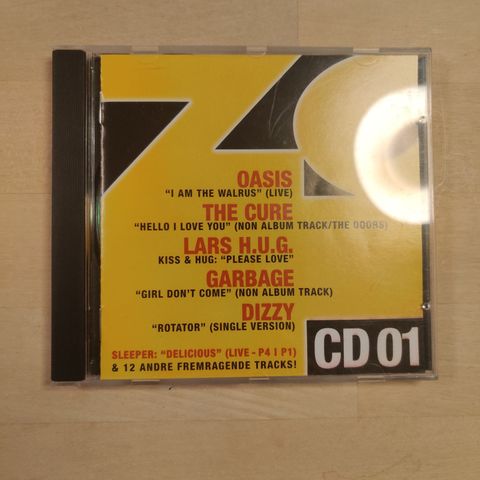 ZO
OASIS
"I AM THE WALRUS" (LIVE)
THE CURE
"HELLO I LOVE YOU" (NON ALBUM TRACK/THE DOORS)
LARS H.U.G.
KISS & HUG: "PLEASE LOVE"
GARBAGE
"GIRL DON'T COME" (NON ALBUM TRACK)
DIZZY
"ROTATOR" (SINGLE VERSION)
SLEEPER: "DELICIOUS" (LIVE - P4 I P1)
& 12 ANDRE FREMRAGENDE TRACKS!
CD 01